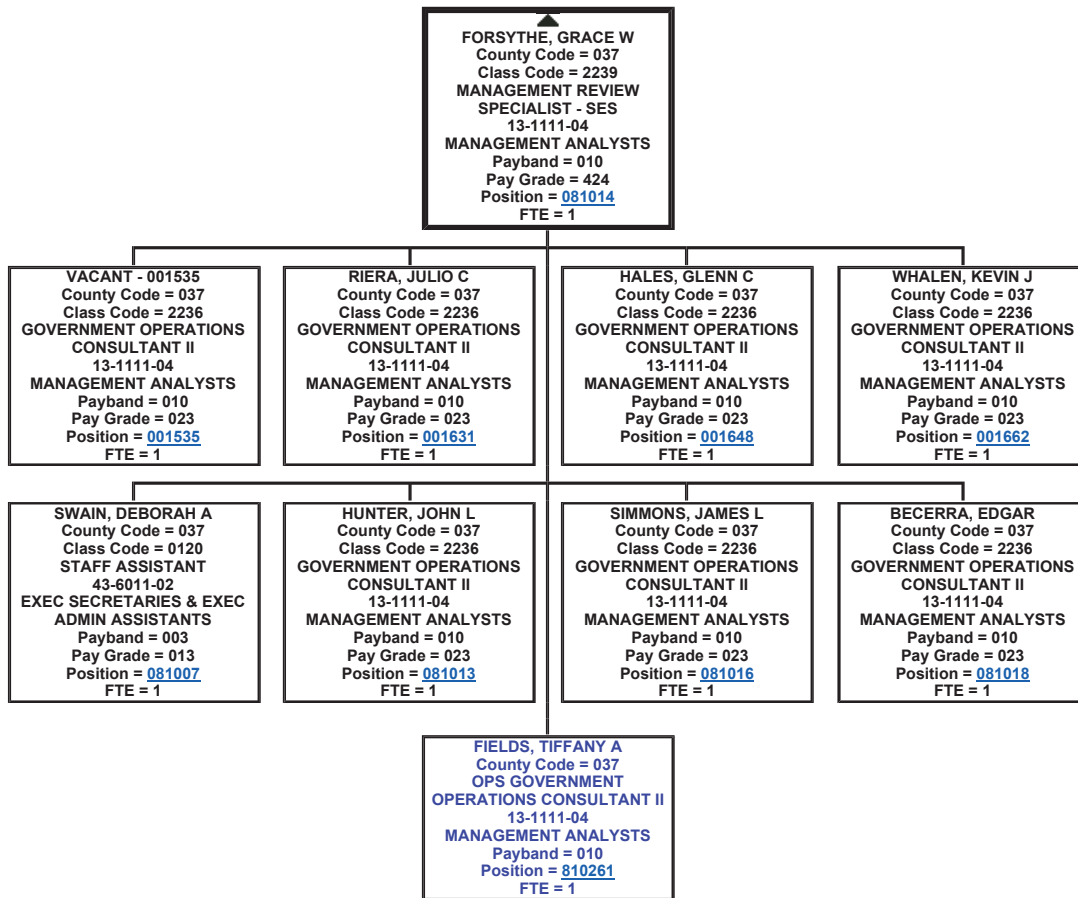 FORSYTHE, GRACE W
County Code = 037
Class Code = 2239
MANAGEMENT REVIEW
SPECIALIST - SES
13-1111-04
MANAGEMENT ANALYSTS
Payband = 010
Pay Grade = 424
Position = 081014
FTE = 1
VACANT - 001535
County Code = 037
Class Code = 2236
GOVERNMENT OPERATIONS
CONSULTANT II
13-1111-04
MANAGEMENT ANALYSTS
Payband = 010
Pay Grade = 023
Position = 001535
FTE = 1
RIERA, JULIO C
County Code = 037
Class Code = 2236
GOVERNMENT OPERATIONS
CONSULTANT II
13-1111-04
MANAGEMENT ANALYSTS
Payband = 010
Pay Grade = 023
Position = 001631
FTE = 1
HALES, GLENN C
County Code = 037
Class Code = 2236
GOVERNMENT OPERATIONS
CONSULTANT II
13-1111-04
MANAGEMENT ANALYSTS
Payband = 010
Pay Grade = 023
Position = 001648
FTE = 1
WHALEN, KEVIN J
County Code = 037
Class Code = 2236
GOVERNMENT OPERATIONS
CONSULTANT II
13-1111-04
MANAGEMENT ANALYSTS
Payband = 010
Pay Grade = 023
Position = 001662
FTE = 1
SWAIN, DEBORAH A
County Code = 037
Class Code = 0120
STAFF ASSISTANT
43-6011-02
EXEC SECRETARIES & EXEC
ADMIN ASSISTANTS
Payband = 003
Pay Grade = 013
Position = 081007
FTE = 1
HUNTER, JOHN L
County Code = 037
Class Code = 2236
GOVERNMENT OPERATIONS
CONSULTANT II
13-1111-04
MANAGEMENT ANALYSTS
Payband = 010
Pay Grade = 023
Position = 081013
FTE = 1
SIMMONS, JAMES L
County Code = 037
Class Code = 2236
GOVERNMENT OPERATIONS
CONSULTANT II
13-1111-04
MANAGEMENT ANALYSTS
Payband = 010
Pay Grade = 023
Position = 081016
FTE = 1
BECERRA, EDGAR
County Code = 037
Class Code = 2236
GOVERNMENT OPERATIONS
CONSULTANT II
13-1111-04
MANAGEMENT ANALYSTS
Payband = 010
Pay Grade = 023
Position = 081018
FTE = 1
FIELDS, TIFFANY A
County Code = 037
OPS GOVERNMENT
OPERATIONS CONSULTANT II
13-1111-04
MANAGEMENT ANALYSTS
Payband = 010
Position = 810261
FTE = 1